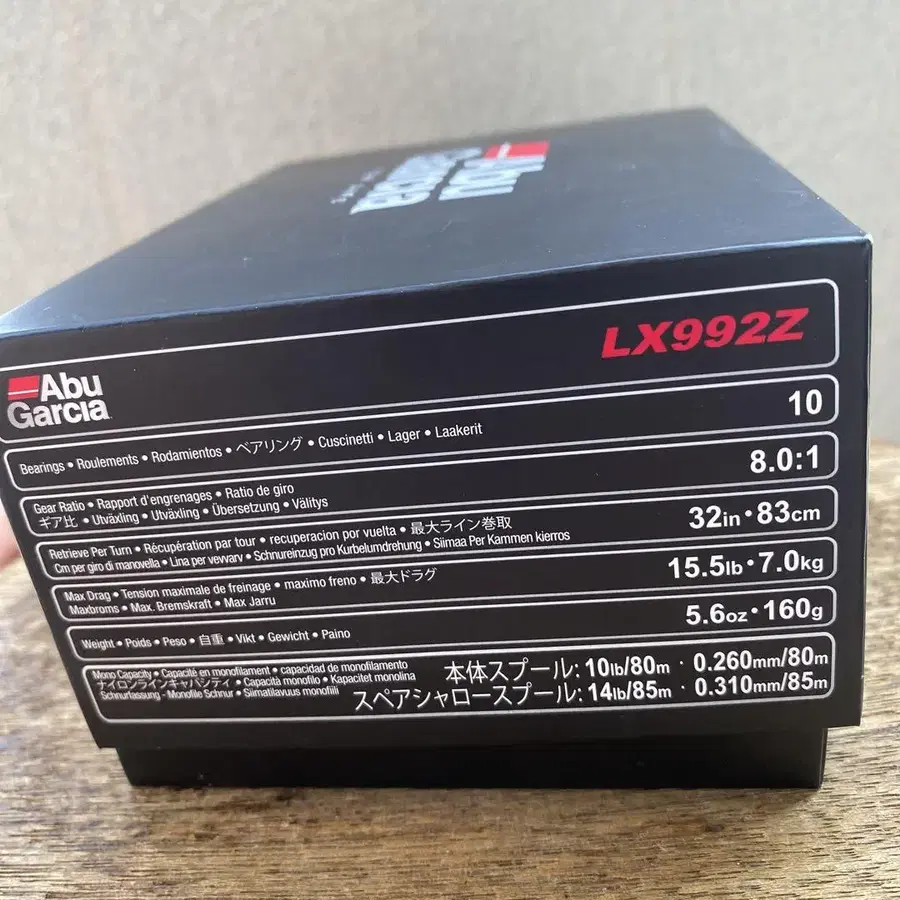 Abu
Garcia
LX992Z
Abu
Garcia
Bearings • Roulements • Rodamientos • ベアリング • Cuscinetti • Lager • Laakerit
10
Gear Ratio • Rapport d'engrenages • Ratio de giro
ギア比 • Utväxling • Utväxling • Übersetzung • Välitys
8.0:1
Retrieve Per Turn • Récupération par tour • recuperacion por vuelta • 最大ライン巻取
Cm per giro di manovella • Lina per vevvarv • Schnureinzug pro Kurbelumdrehung • Siimaa Per Kammen kierros
32in • 83cm
Max Drag • Tension maximale de freinage • maximo freno • 最大ドラグ
Maxbroms • Max. Bremskraft • Max Jarru
15.5lb • 7.0kg
Weight • Poids • Peso • 自重 • Vikt • Gewicht • Paino
5.6oz • 160g
Mono Capacity • Capacité en monofilament • capacidad de monofilamento
ナイロンラインキャパシティ • Capacità monofilo • Kapacitet monolina
Schnurfassung - Monofile Schnur • Siimatilavuus monofiili
本体スプール: 10lb/80m · 0.260mm/80m
スペアシャロースプール: 14lb/85m · 0.310mm/85m